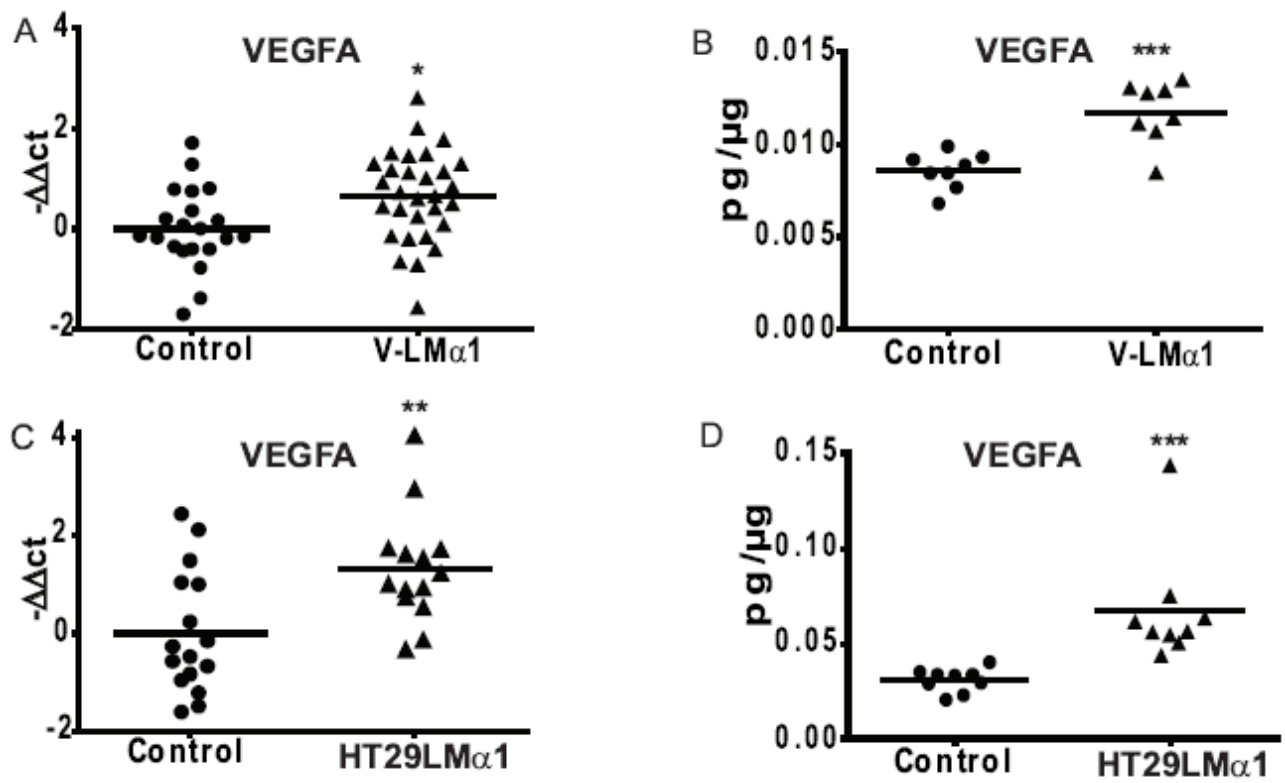 A
VEGFA
4
2
0
-2
-ΔΔct
*
Control
V-LMα1
B
VEGFA
0.015
0.010
0.005
0.000
pg/µg
***
Control
V-LMα1
C
VEGFA
4
2
0
-2
-ΔΔct
**
Control
HT29LMα1
D
VEGFA
0.15
0.10
0.05
0.00
pg/µg
***
Control
HT29LMα1